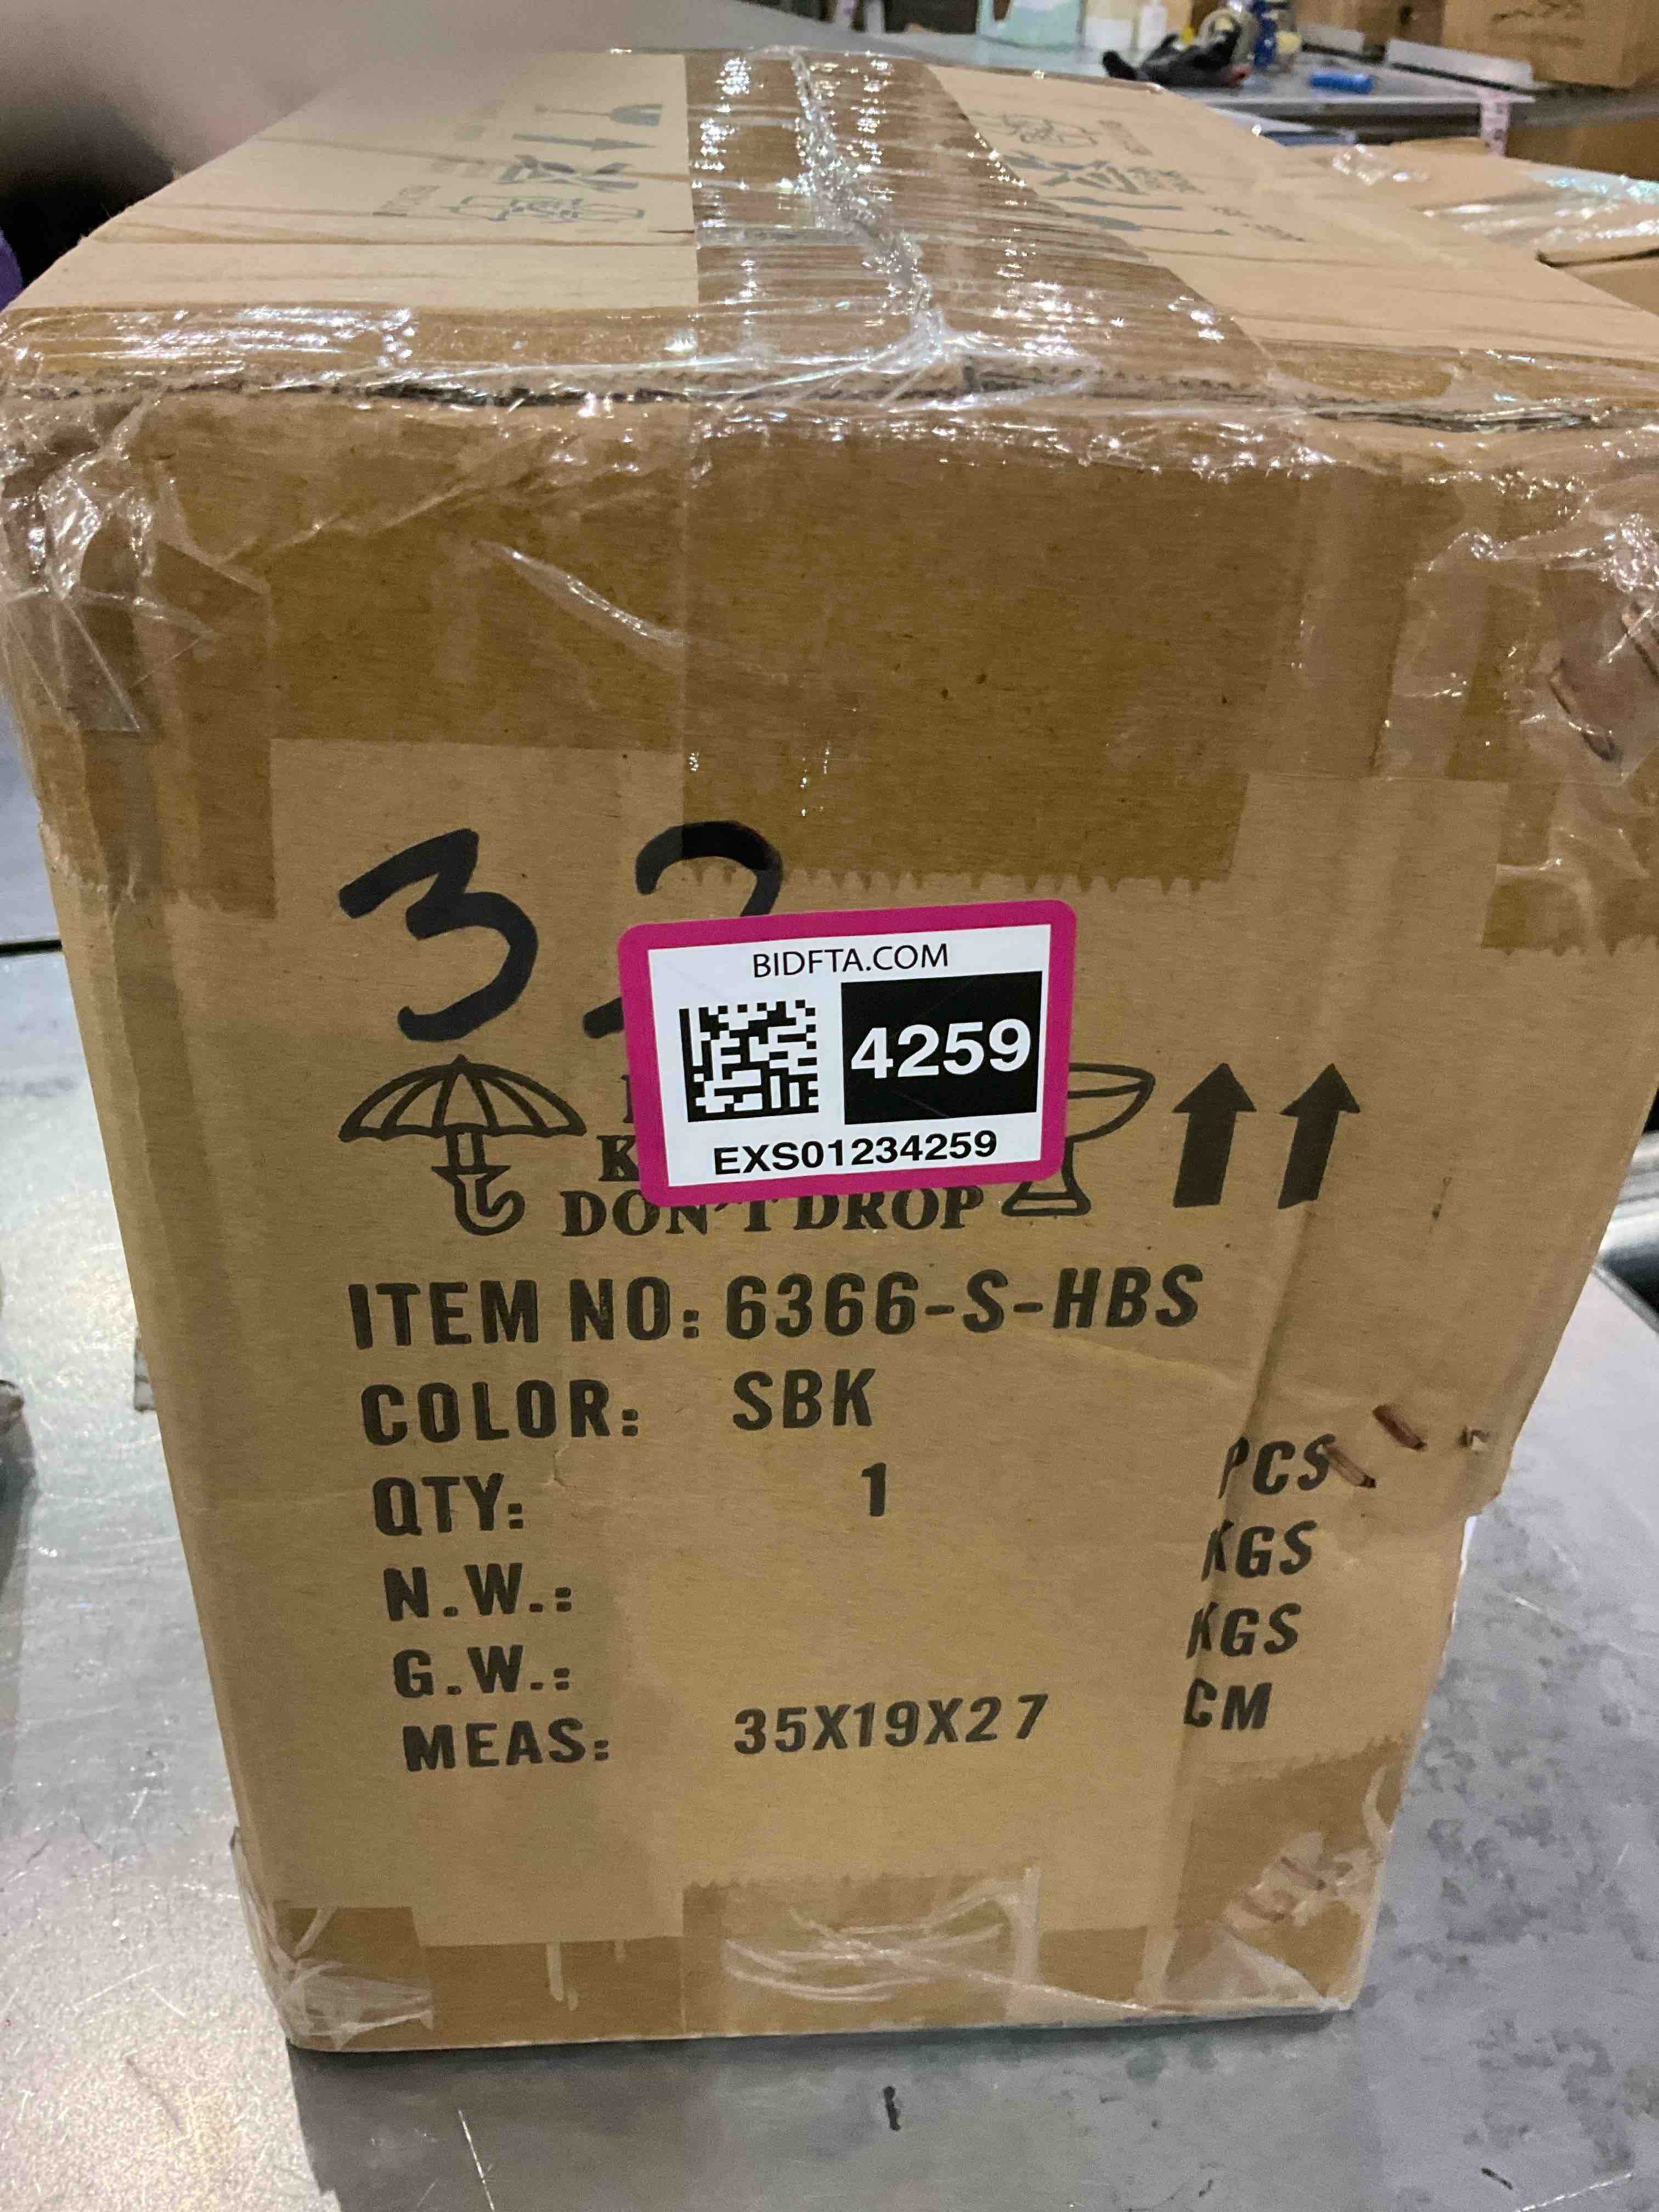 3
BIDFTA.COM
4259
EXS01234259
K
DON'T DROP
ITEM NO: 6366-S-HBS
COLOR: SBK
QTY: 1 PCS
N.W.: KGS
G.W.: KGS
MEAS: 35X19X27 CM